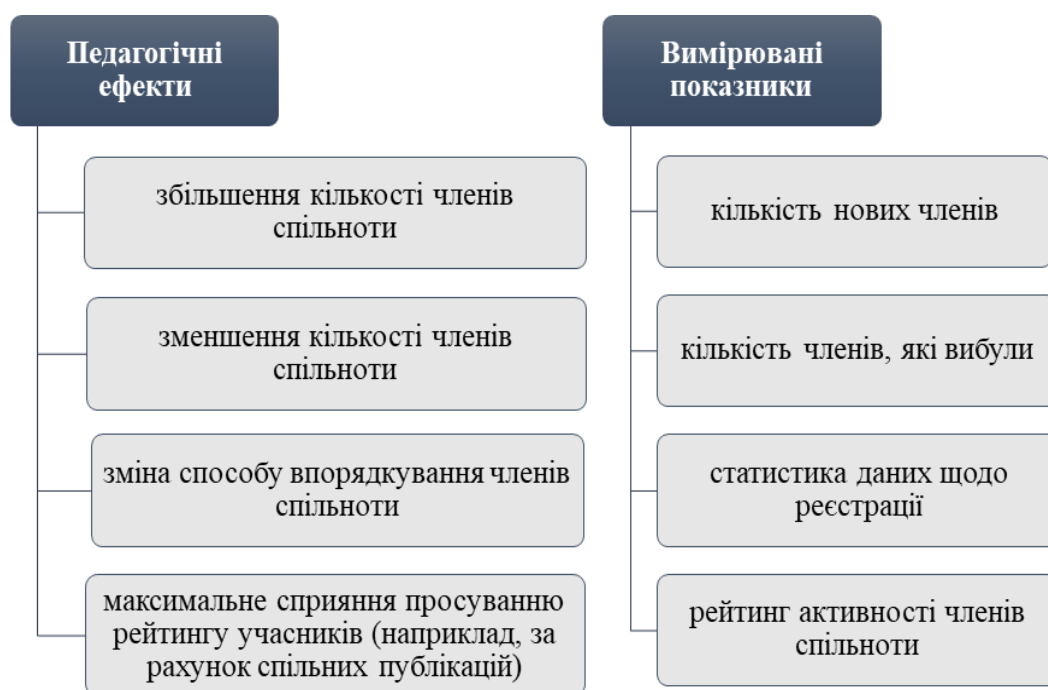 Педагогічні
ефекти
збільшення кількості членів
спільноти
зменшення кількості членів
спільноти
зміна способу впорядкування членів
спільноти
максимальне сприяння просуванню
рейтингу учасників (наприклад, за
рахунок спільних публікацій)
Вимірювані
показники
кількість нових членів
кількість членів, які вибули
статистика даних щодо
реєстрації
рейтинг активності членів
спільноти